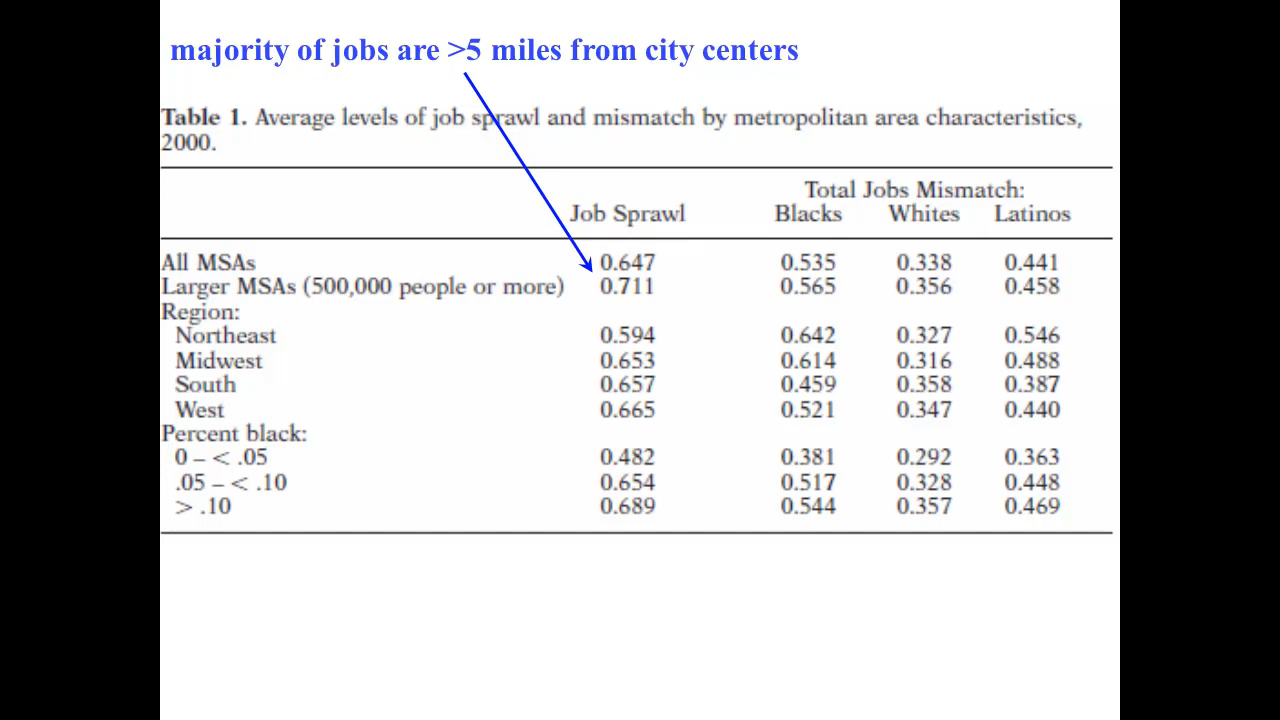 majority of jobs are >5 miles from city centers
Table 1. Average levels of job sprawl and mismatch by metropolitan area characteristics,
2000.
Total Jobs Mismatch:
Job Sprawl Blacks Whites Latinos
All MSAs 0.647 0.535 0.338 0.441
Larger MSAs (500,000 people or more) 0.711 0.565 0.356 0.458
Region:
Northeast 0.594 0.642 0.327 0.546
Midwest 0.653 0.614 0.316 0.488
South 0.657 0.459 0.358 0.387
West 0.665 0.521 0.347 0.440
Percent black:
0 – < .05 0.482 0.381 0.292 0.363
.05 – < .10 0.654 0.517 0.328 0.448
> .10 0.689 0.544 0.357 0.469